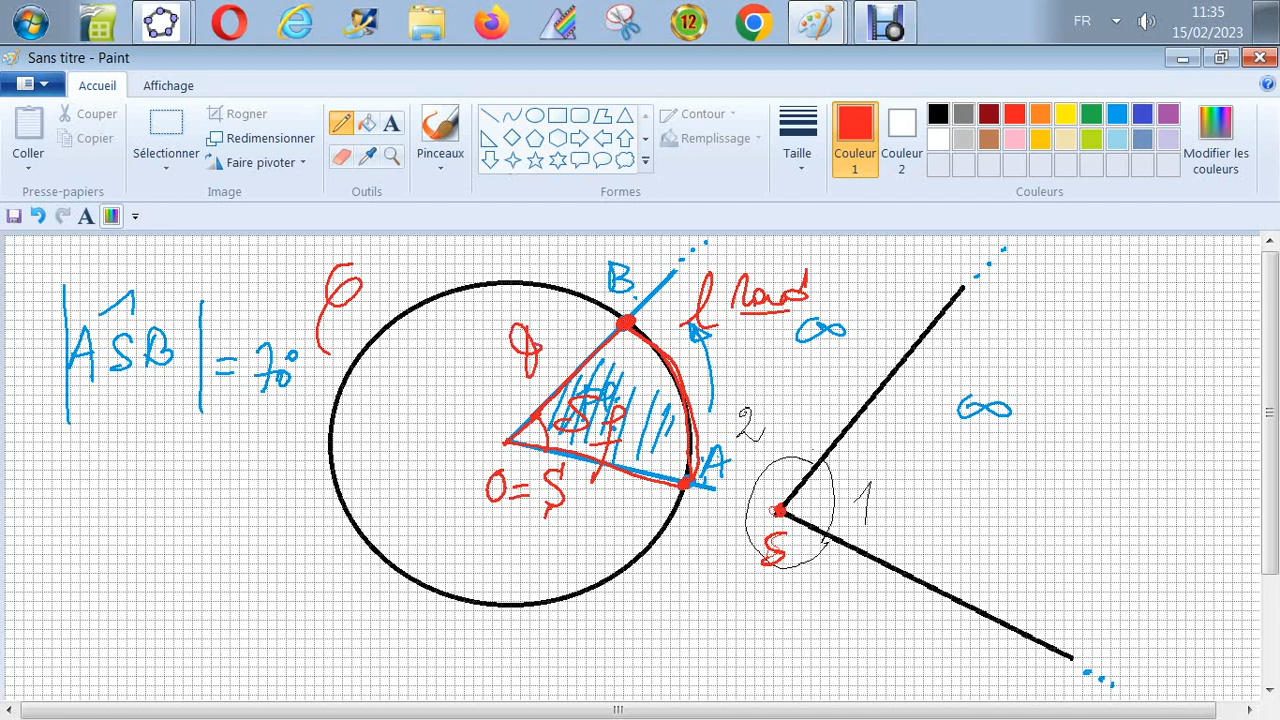 12
FR
11:35
15/02/2023
Sans titre - Paint
Accueil
Affichage
Coller
Couper
Copier
Presse-papiers
Sélectionner
Rogner
Redimensionner
Faire pivoter
Image
Outils
Pinceaux
Contour
Remplissage
Formes
Taille
Couleur 1
Couleur 2
Modifier les couleurs
Couleurs
B
∞
|ASB| = 70°
∞
2
A
O = S
1
S